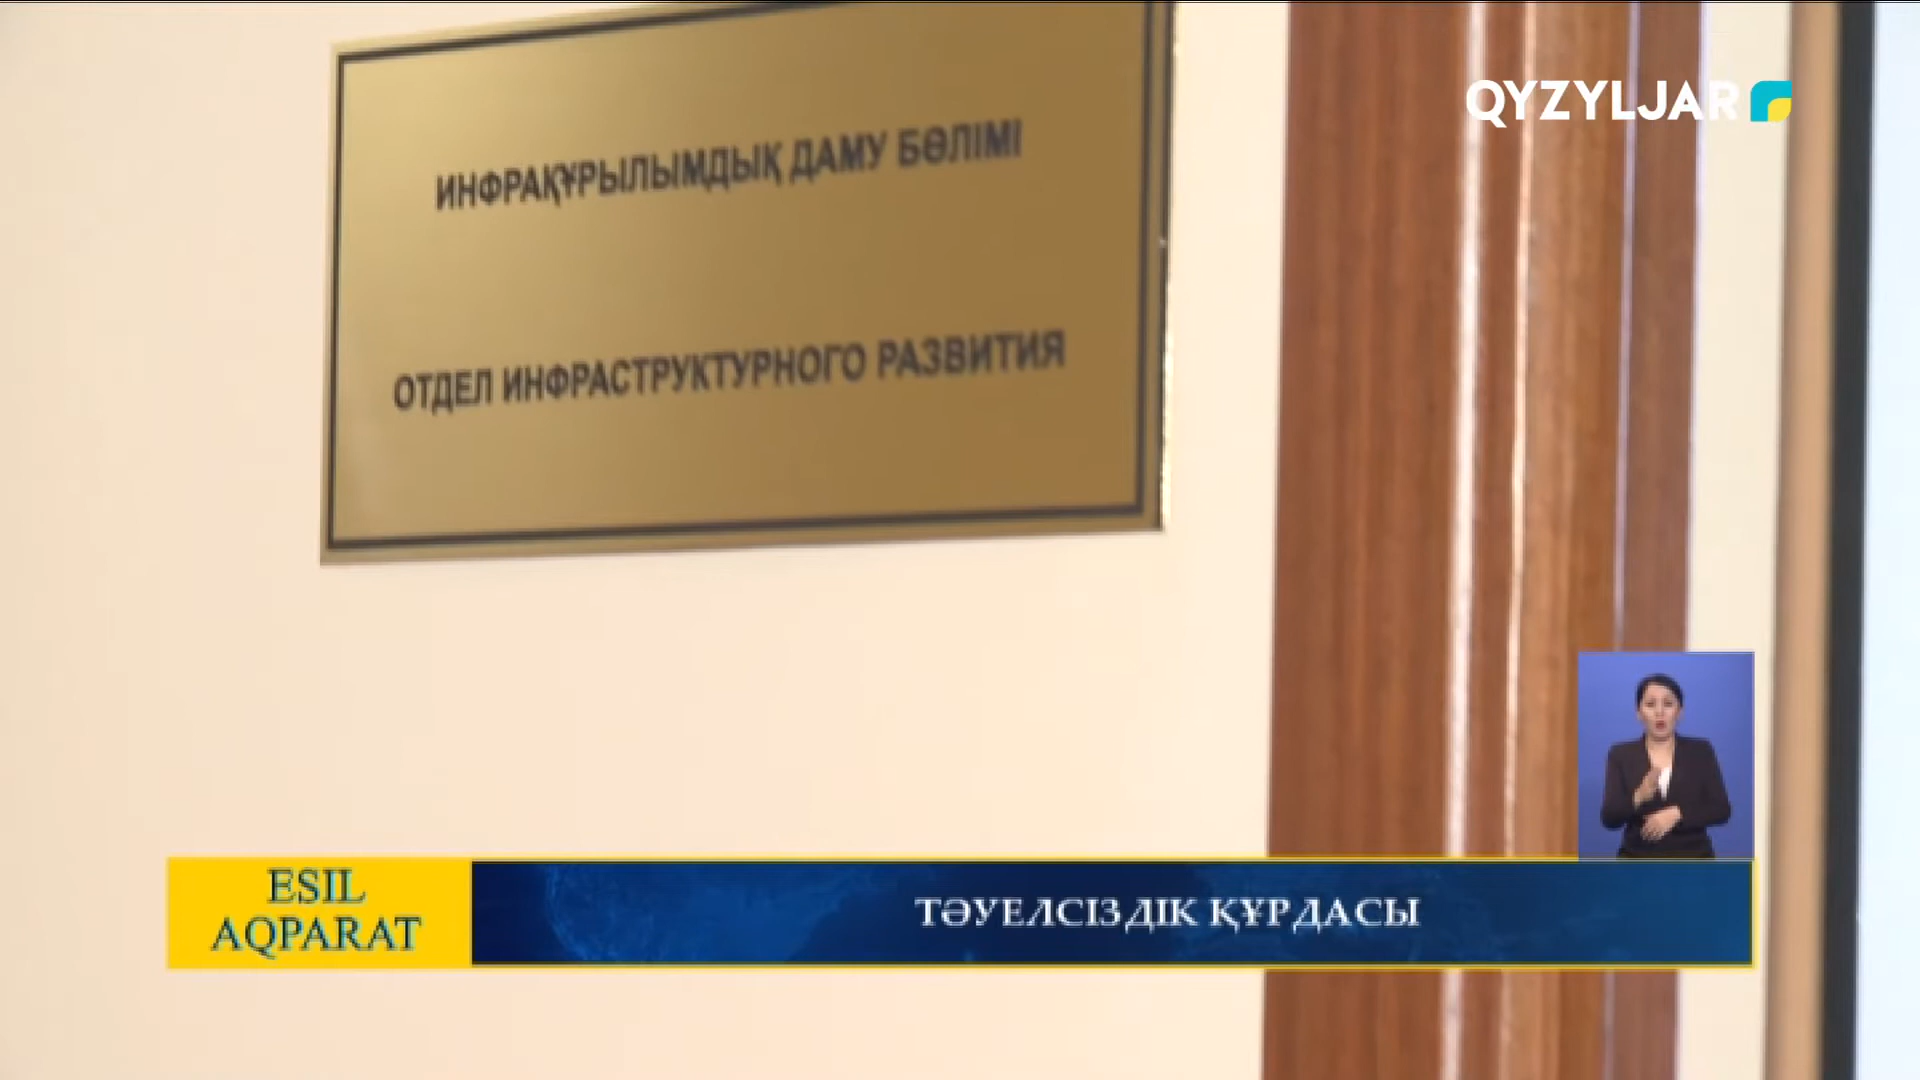 QYZYLJAR
ИНФРАҚҰРЫЛЫМДЫҚ ДАМУ БӨЛІМІ
ОТДЕЛ ИНФРАСТРУКТУРНОГО РАЗВИТИЯ
ESIL
AQPARAT
ТӘУЕЛСІЗДІК ҚҰРДАСЫ